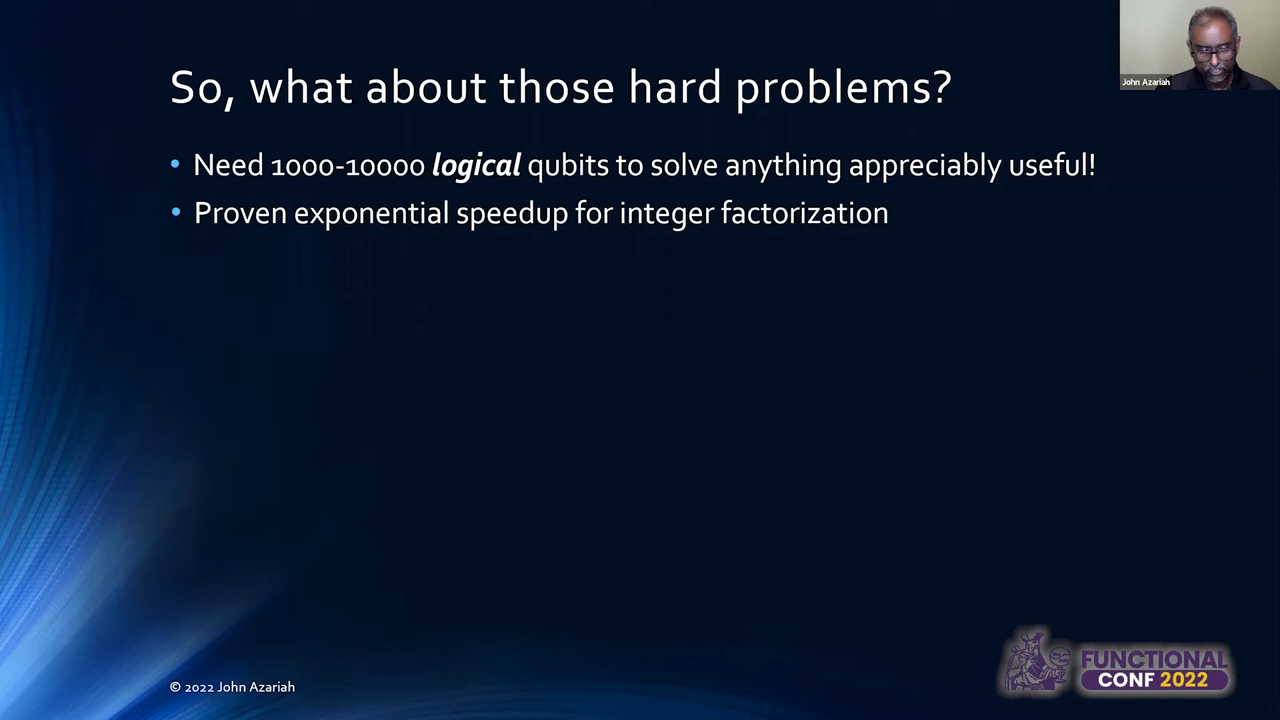 John Azariah
So, what about those hard problems?
• Need 1000-10000 logical qubits to solve anything appreciably useful!
• Proven exponential speedup for integer factorization
© 2022 John Azariah
FUNCTIONAL
CONF 2022